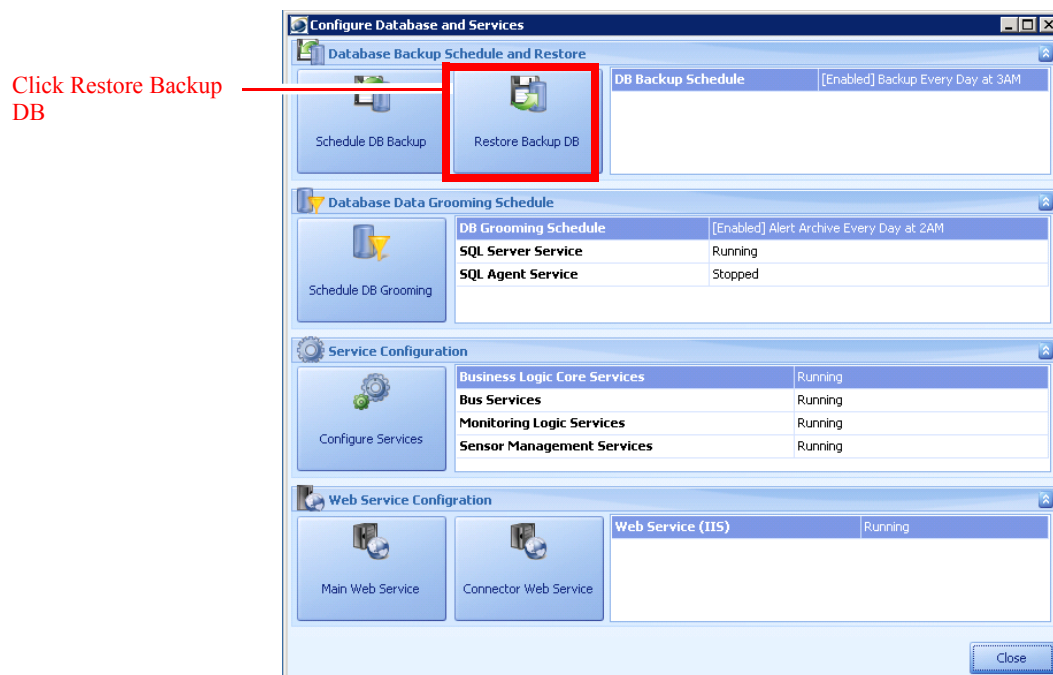 Configure Database and Services
Database Backup Schedule and Restore
Click Restore Backup
DB
Schedule DB Backup
Restore Backup DB
DB Backup Schedule [Enabled] Backup Every Day at 3AM
Database Data Grooming Schedule
Schedule DB Grooming
DB Grooming Schedule [Enabled] Alert Archive Every Day at 2AM
SQL Server Service Running
SQL Agent Service Stopped
Service Configuration
Configure Services
Business Logic Core Services Running
Bus Services Running
Monitoring Logic Services Running
Sensor Management Services Running
Web Service Configration
Main Web Service
Connector Web Service
Web Service (IIS) Running
Close